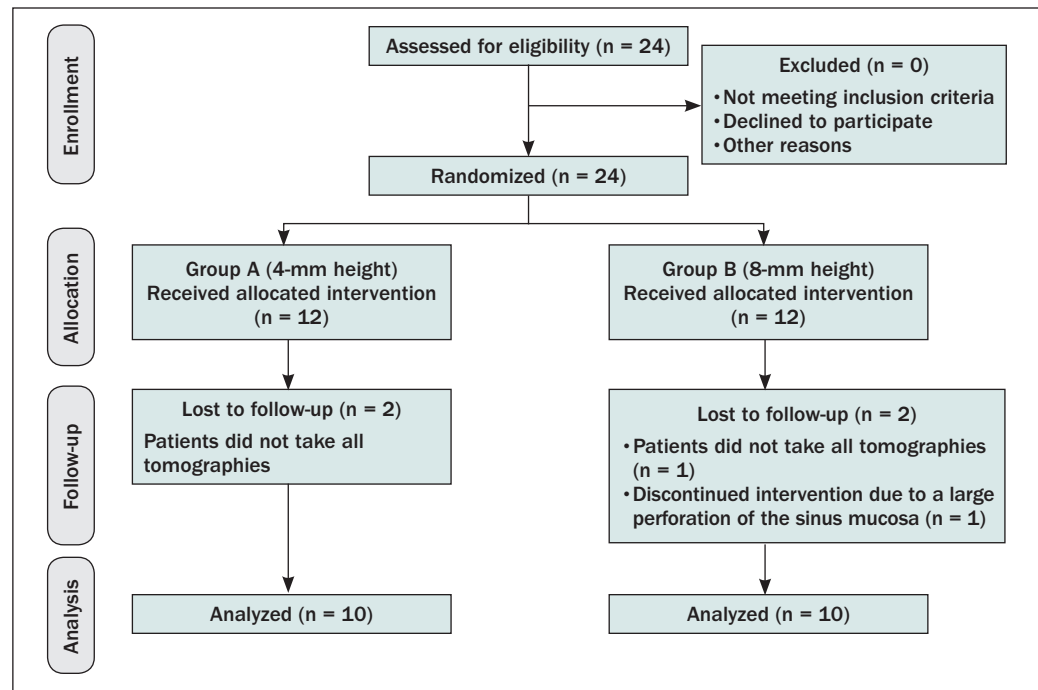 Enrollment
Assessed for eligibility (n = 24)
Excluded (n = 0)
• Not meeting inclusion criteria
• Declined to participate
• Other reasons
Randomized (n = 24)
Allocation
Group A (4-mm height)
Received allocated intervention
(n = 12)
Group B (8-mm height)
Received allocated intervention
(n = 12)
Follow-up
Lost to follow-up (n = 2)
Patients did not take all
tomographies
Lost to follow-up (n = 2)
• Patients did not take all tomographies
(n = 1)
• Discontinued intervention due to a large
perforation of the sinus mucosa (n = 1)
Analysis
Analyzed (n = 10)
Analyzed (n = 10)